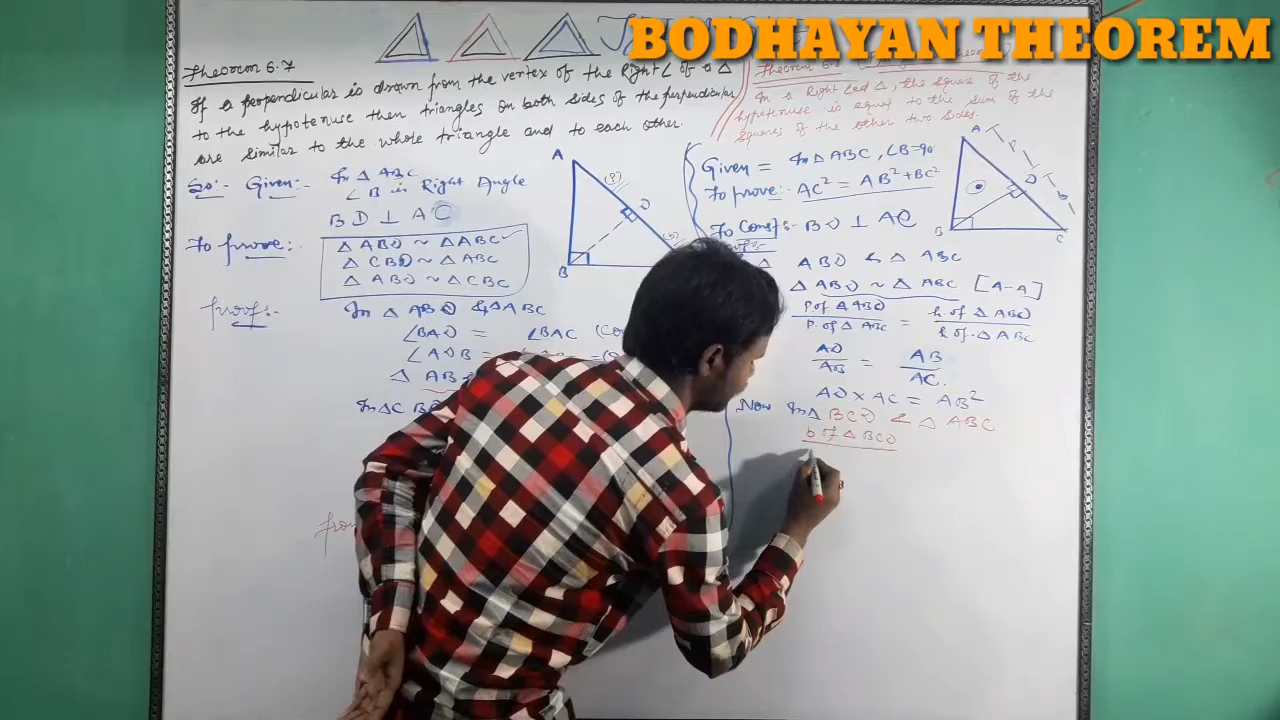 BODHAYAN THEOREM
Theorem 6.7
If a perpendicular is drawn from the vertex of the Right ∠ of a △
to the hypotenuse then triangles on both sides of the perpendicular
are similar to the whole triangle and to each other.
So:- Given:- In △ ABC
∠B is Right Angle
BD ⊥ AC
To prove:
△ ABD ~ △ABC
△ CBD ~ △ ABC
△ ABD ~ △ CBC
Proof:-
In △ ABD & △ABC
∠BAD = ∠BAC
∠ADB =
△ AB
In △C B
from
A
(P)
D
(b)
B
Theorem 6.8
In a Right ∠ed △, the square of the
hypotenuse is equal to the sum of the
squares of the other two sides.
Given = In △ ABC, ∠B=90
To prove:- AC² = AB²+BC²
To Const:- BD ⊥ AC
△ ABD & △ ABC
△ ABD ~ △ ABC [A-A]
P of △ ABD / P. of △ ABC = h. of △ ABD / h. of △ ABC
AD/AB = AB/AC.
AD × AC = AB²
Now In△ BCD & △ ABC
b of △ BCD
A
P
D
b
B
C